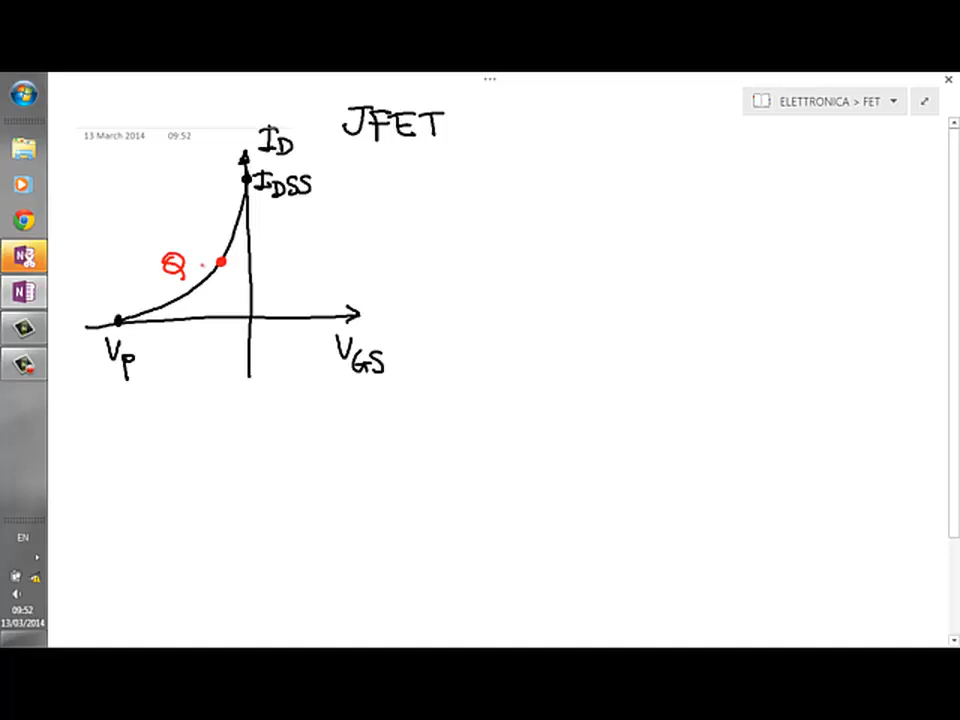 ELETTRONICA > FET
JFET
13 March 2014 09:52
ID
IDSS
Q
VP
VGS
EN
09:52
13/03/2014